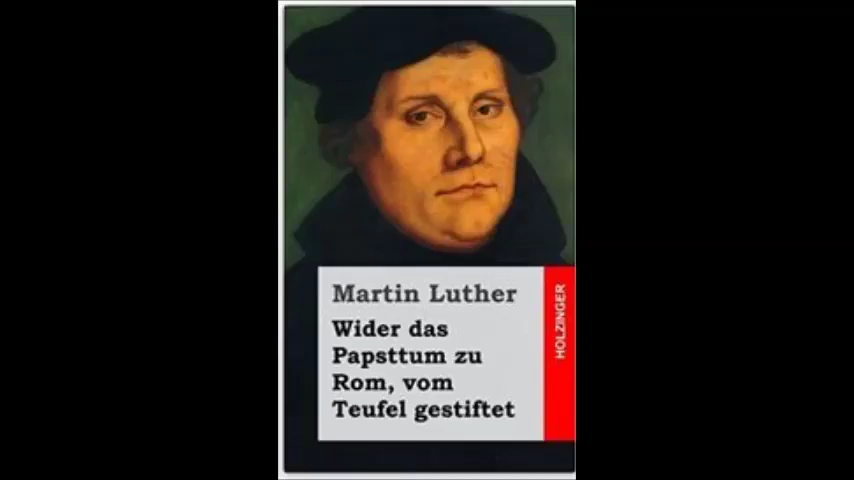 Martin Luther
Wider das
Papsttum zu
Rom, vom
Teufel gestiftet
HOLZINGER